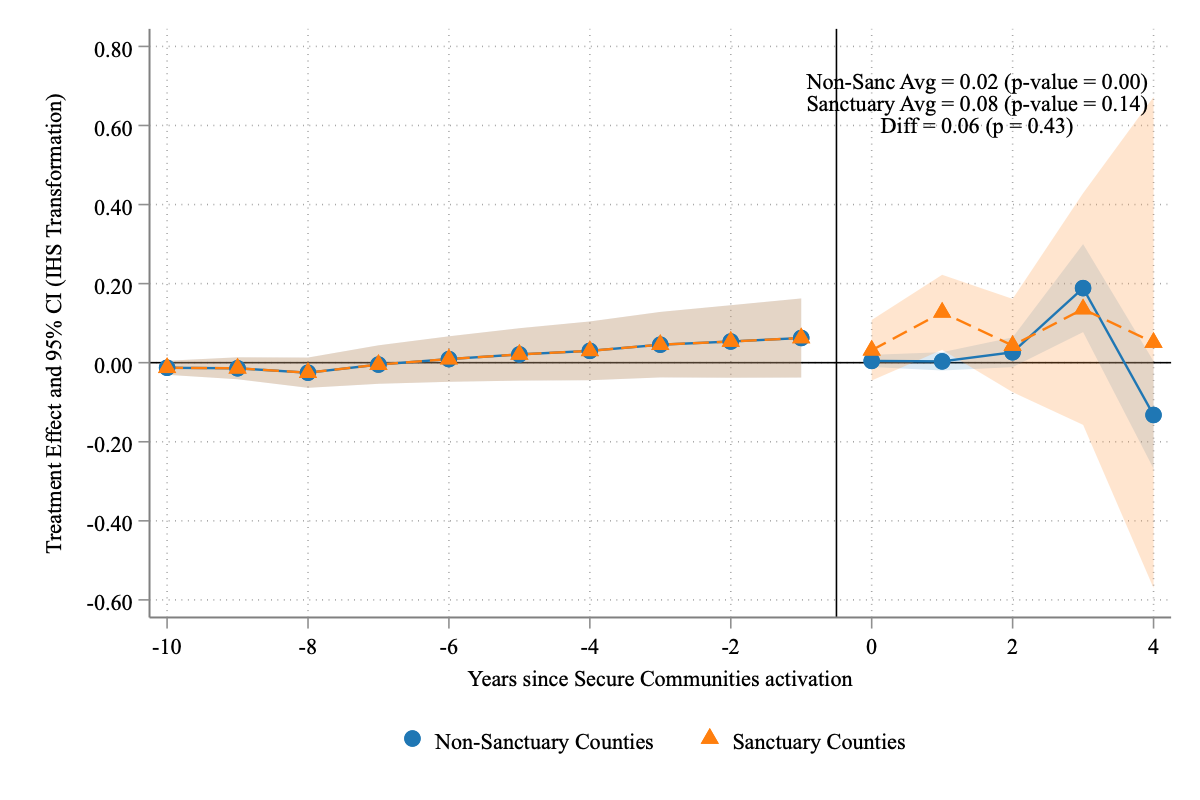 Treatment Effect and 95% CI (IHS Transformation)
0.80
0.60
0.40
0.20
0.00
-0.20
-0.40
-0.60
Non-Sanc Avg = 0.02 (p-value = 0.00)
Sanctuary Avg = 0.08 (p-value = 0.14)
Diff = 0.06 (p = 0.43)
-10 -8 -6 -4 -2 0 2 4
Years since Secure Communities activation
Non-Sanctuary Counties Sanctuary Counties